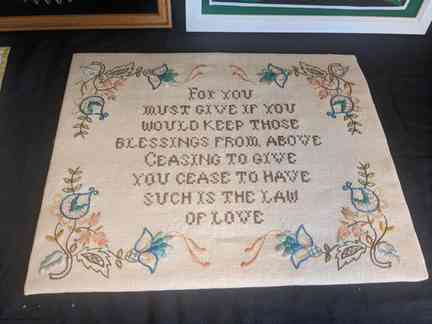 For you
must give if you
would keep those
blessings from above
Ceasing to give
you cease to have
such is the law
of love